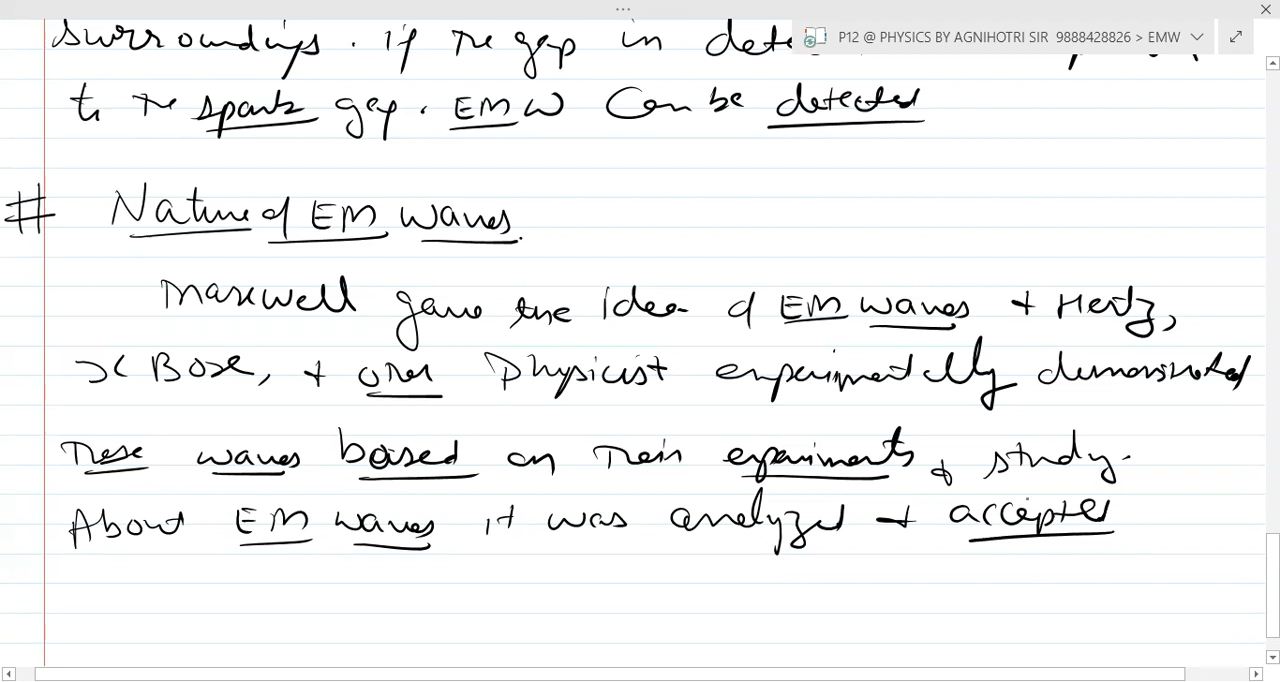 P12 @ PHYSICS BY AGNIHOTRI SIR 9888428826 > EMW
surroundings. if the gap in
to the spark gap. EMW Can be detected
# Nature of EM waves.
Maxwell gave the idea of EM waves + Hertz,
Bose, + other Physicist experimentally demonstrated
These waves based on their experiments & study.
About EM waves it was analyzed + accepted